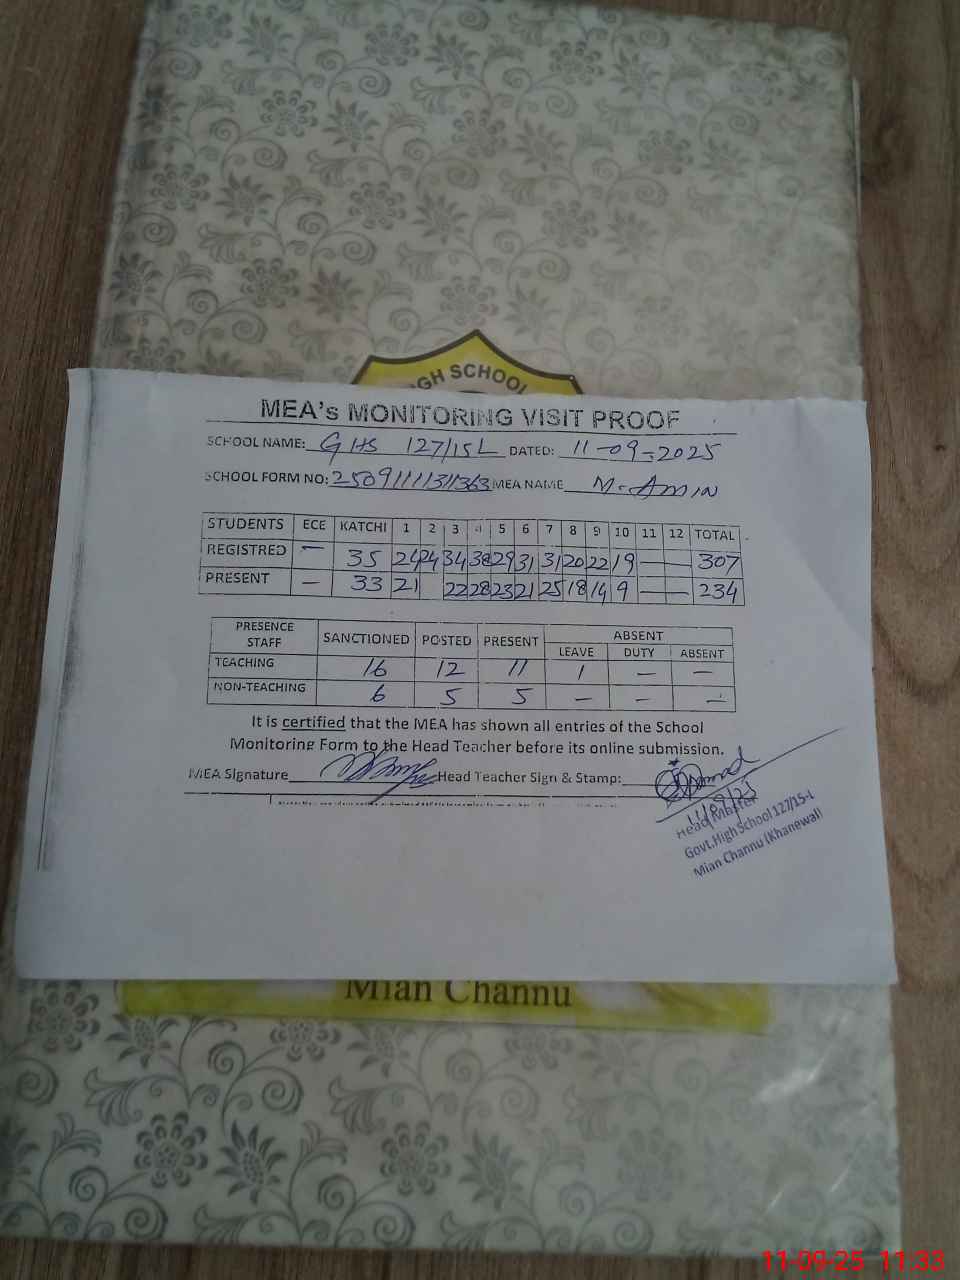 GH SCHOOL
MEA's MONITORING VISIT PROOF
SCHOOL NAME: GHS 127/15L DATED: 11-09-2025
SCHOOL FORM NO: MEA NAME M. AMIN
STUDENTS ECE KATCHI 1 2 3 4 5 6 7 8 9 10 11 12 TOTAL
REGISTRED — 35 24 24 34 38 29 31 31 20 22 19 — 307
PRESENT — 33 21 22 28 23 21 25 18 14 9 — 234
PRESENCE STAFF SANCTIONED POSTED PRESENT ABSENT
LEAVE DUTY ABSENT
TEACHING 16 12 11 1 — —
NON-TEACHING 6 5 5 — — —
It is certified that the MEA has shown all entries of the School
Monitoring Form to the Head Teacher before its online submission.
MEA Signature Head Teacher Sign & Stamp:
11/09/25
Head Master
Govt.High School 127/15-L
Mian Channu (Khanewal)
Mian Channu
11-09-25 11:33